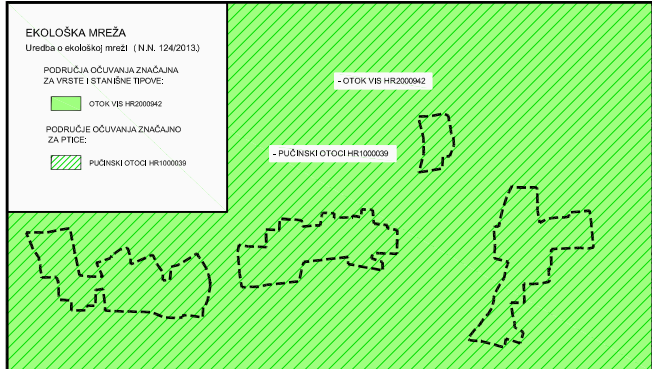 EKOLOŠKA MREŽA
Uredba o ekološkoj mreži ( N.N. 124/2013.)
PODRUČJA OČUVANJA ZNAČAJNA
ZA VRSTE I STANIŠNE TIPOVE:
OTOK VIS HR2000942
PODRUČJE OČUVANJA ZNAČAJNO
ZA PTICE:
PUČINSKI OTOCI HR1000039
- OTOK VIS HR2000942
- PUČINSKI OTOCI HR1000039